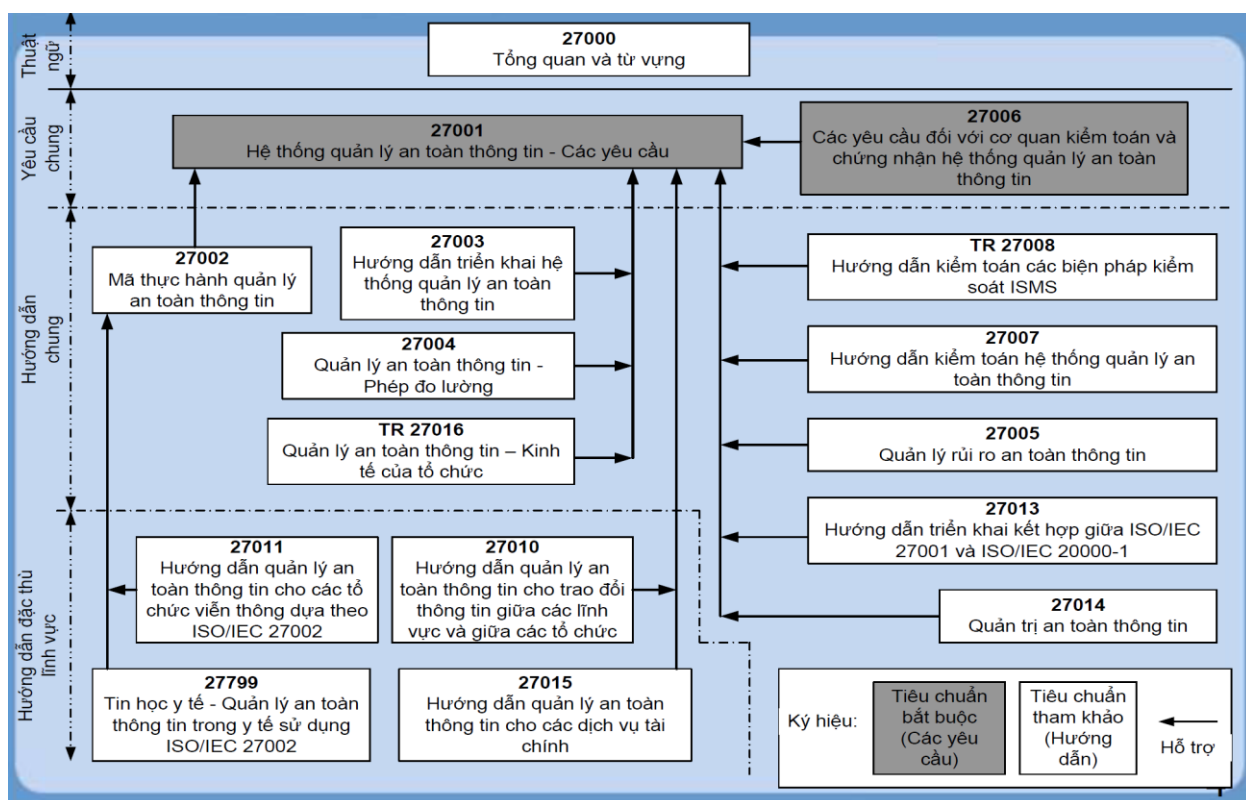 Thuật
ngữ
27000
Tổng quan và từ vựng
Yêu cầu
chung
27001
Hệ thống quản lý an toàn thông tin - Các yêu cầu
27006
Các yêu cầu đối với cơ quan kiểm toán và
chứng nhận hệ thống quản lý an toàn
thông tin
Hướng dẫn
chung
27002
Mã thực hành quản lý
an toàn thông tin
27003
Hướng dẫn triển khai hệ
thống quản lý an toàn
thông tin
27004
Quản lý an toàn thông tin -
Phép đo lường
TR 27016
Quản lý an toàn thông tin – Kinh
tế của tổ chức
TR 27008
Hướng dẫn kiểm toán các biện pháp kiểm
soát ISMS
27007
Hướng dẫn kiểm toán hệ thống quản lý an
toàn thông tin
27005
Quản lý rủi ro an toàn thông tin
27013
Hướng dẫn triển khai kết hợp giữa ISO/IEC
27001 và ISO/IEC 20000-1
27014
Quản trị an toàn thông tin
Hướng dẫn đặc thù
lĩnh vực
27011
Hướng dẫn quản lý an
toàn thông tin cho các tổ
chức viễn thông dựa theo
ISO/IEC 27002
27010
Hướng dẫn quản lý an
toàn thông tin cho trao đổi
thông tin giữa các lĩnh
vực và giữa các tổ chức
27799
Tin học y tế - Quản lý an toàn
thông tin trong y tế sử dụng
ISO/IEC 27002
27015
Hướng dẫn quản lý an toàn
thông tin cho các dịch vụ tài
chính
Ký hiệu:
Tiêu chuẩn
bắt buộc
(Các yêu
cầu)
Tiêu chuẩn
tham khảo
(Hướng
dẫn)
Hỗ trợ